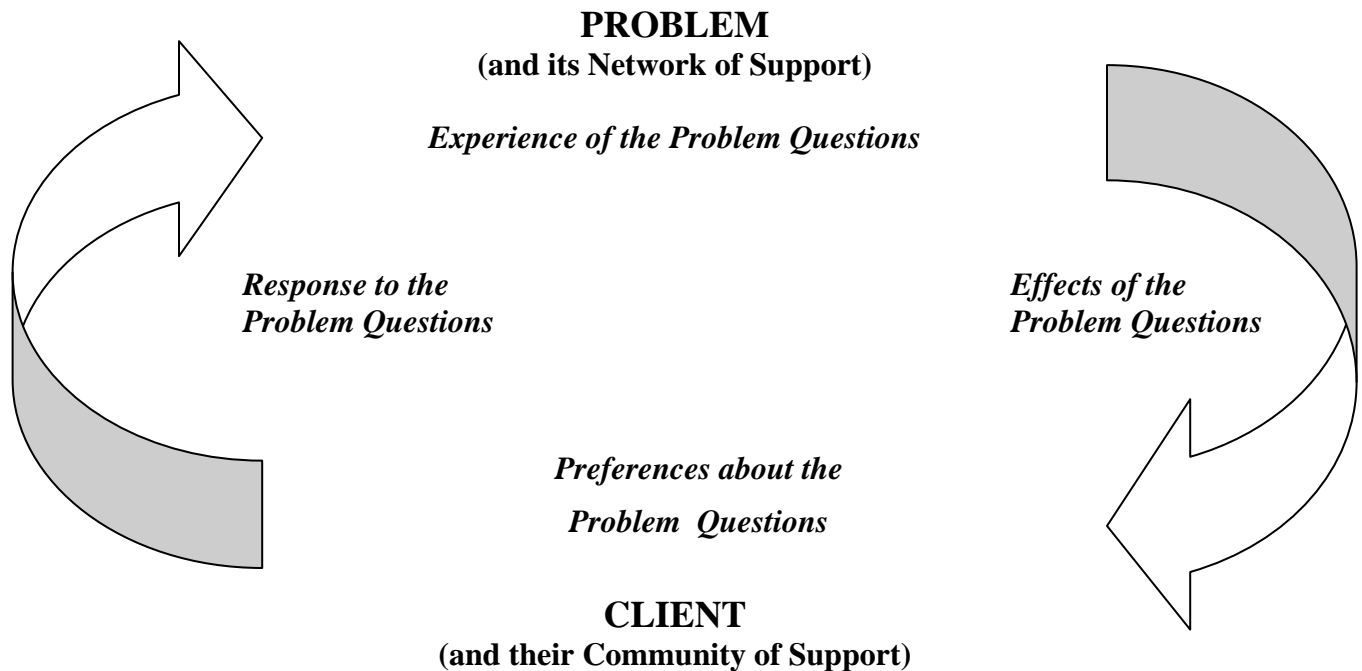 PROBLEM
(and its Network of Support)
Experience of the Problem Questions
Response to the
Problem Questions
Effects of the
Problem Questions
Preferences about the
Problem Questions
CLIENT
(and their Community of Support)